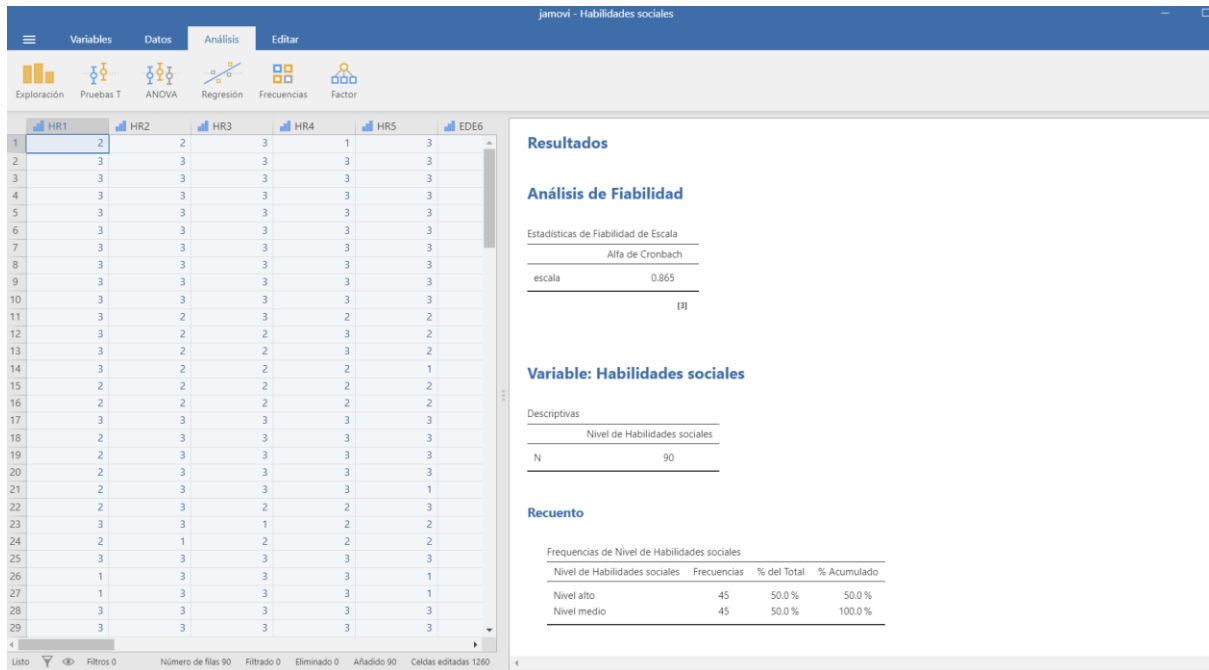 jamovi - Habilidades sociales
Variables Datos Análisis Editar
Exploración Pruebas T ANOVA Regresión Frecuencias Factor
HR1 HR2 HR3 HR4 HR5 EDE6
1 2 2 3 1 3
2 3 3 3 3 3
3 3 3 3 3 3
4 3 3 3 3 3
5 3 3 3 3 3
6 3 3 3 3 3
7 3 3 3 3 3
8 3 3 3 3 3
9 3 3 3 3 3
10 3 3 3 3 3
11 3 2 3 2 2
12 3 2 2 3 2
13 3 2 2 3 2
14 3 2 2 2 1
15 2 2 2 2 2
16 2 2 2 2 2
17 3 3 3 3 3
18 2 3 3 3 3
19 2 3 3 3 3
20 2 3 3 3 3
21 2 3 3 3 1
22 2 3 2 2 3
23 3 3 1 2 2
24 2 1 2 2 2
25 3 3 3 3 3
26 1 3 3 3 1
27 1 3 3 3 1
28 3 3 3 3 3
29 3 3 3 3 3
Listo Filtros 0 Número de filas 90 Filtrado 0 Eliminado 0 Añadido 90 Celdas editadas 1260
Resultados
Análisis de Fiabilidad
Estadísticas de Fiabilidad de Escala
Alfa de Cronbach
escala 0.865
[3]
Variable: Habilidades sociales
Descriptivas
Nivel de Habilidades sociales
N 90
Recuento
Frequencias de Nivel de Habilidades sociales
Nivel de Habilidades sociales Frecuencias % del Total % Acumulado
Nivel alto 45 50.0 % 50.0 %
Nivel medio 45 50.0 % 100.0 %